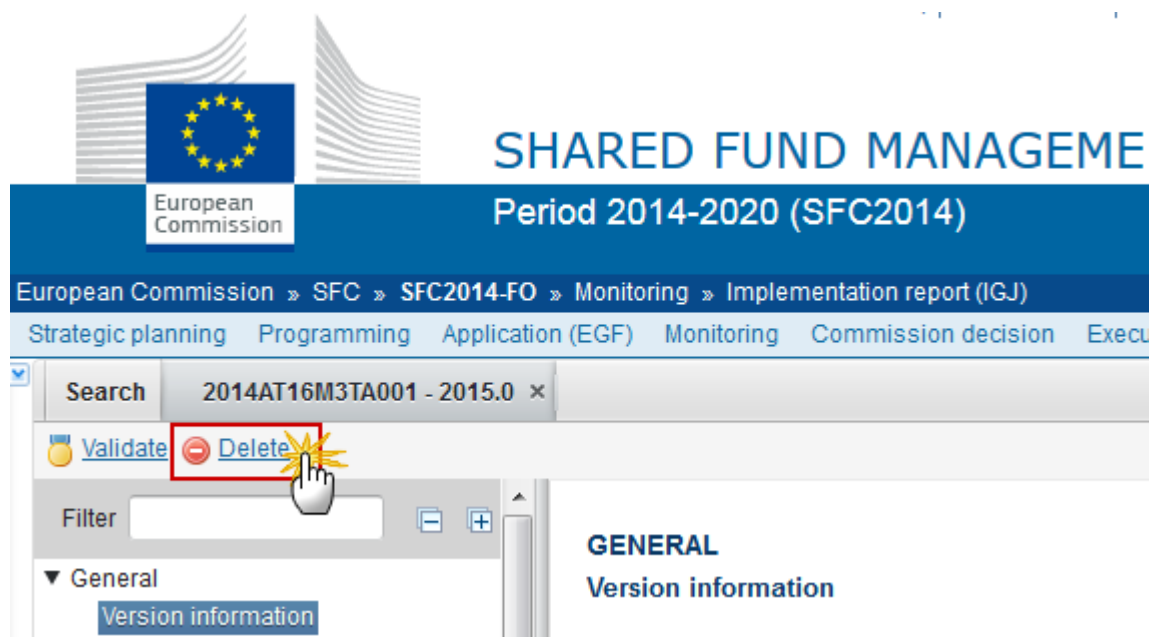 European
Commission
SHARED FUND MANAGEME
Period 2014-2020 (SFC2014)
European Commission » SFC » SFC2014-FO » Monitoring » Implementation report (IGJ)
Strategic planning Programming Application (EGF) Monitoring Commission decision Execu
Search 2014AT16M3TA001 - 2015.0 ×
Validate Delete
Filter
GENERAL
▼ General
Version information
Version information